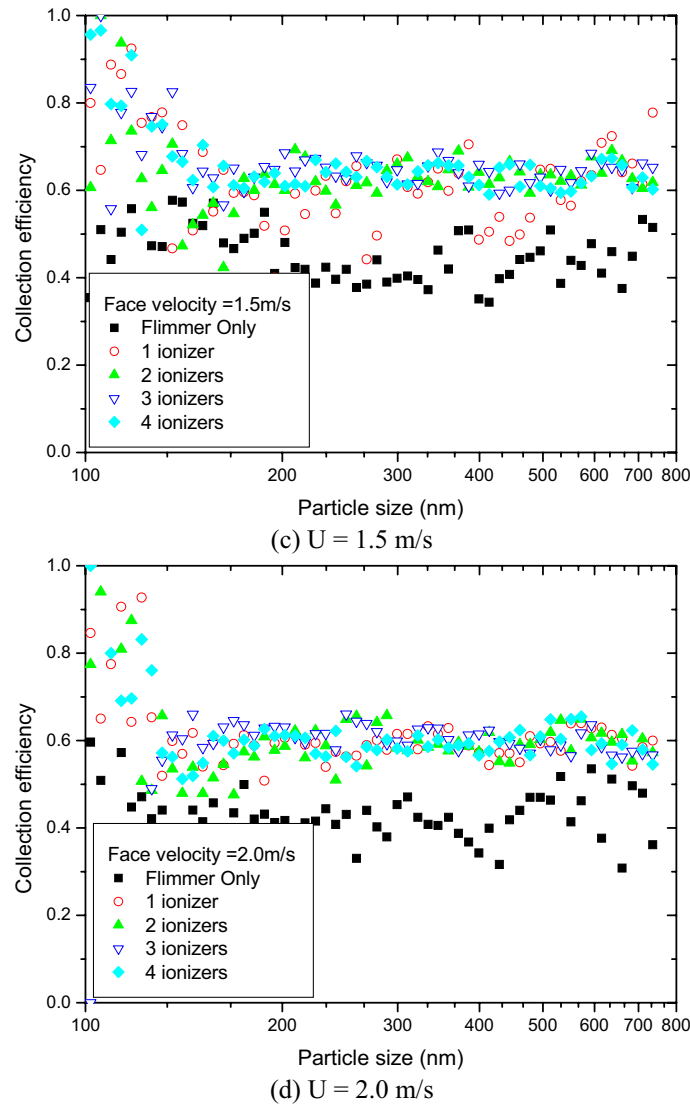 1.0
0.8
0.6
0.4
0.2
0.0
Collection efficiency
Face velocity =1.5m/s
Flimmer Only
1 ionizer
2 ionizers
3 ionizers
4 ionizers
100 200 300 400 500 600 700 800
Particle size (nm)
(c) U = 1.5 m/s
1.0
0.8
0.6
0.4
0.2
0.0
Collection efficiency
Face velocity =2.0m/s
Flimmer Only
1 ionizer
2 ionizers
3 ionizers
4 ionizers
100 200 300 400 500 600 700 800
Particle size (nm)
(d) U = 2.0 m/s